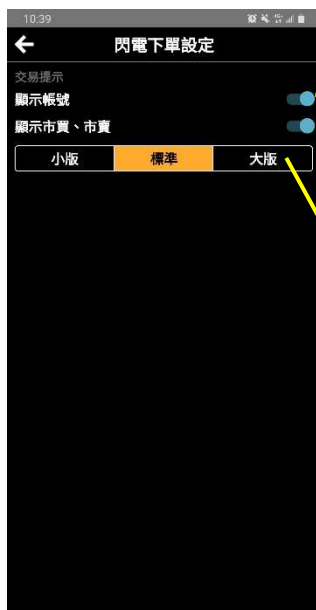 10:39
閃電下單設定
交易提示
顯示帳號
顯示市買、市賣
小版 標準 大版